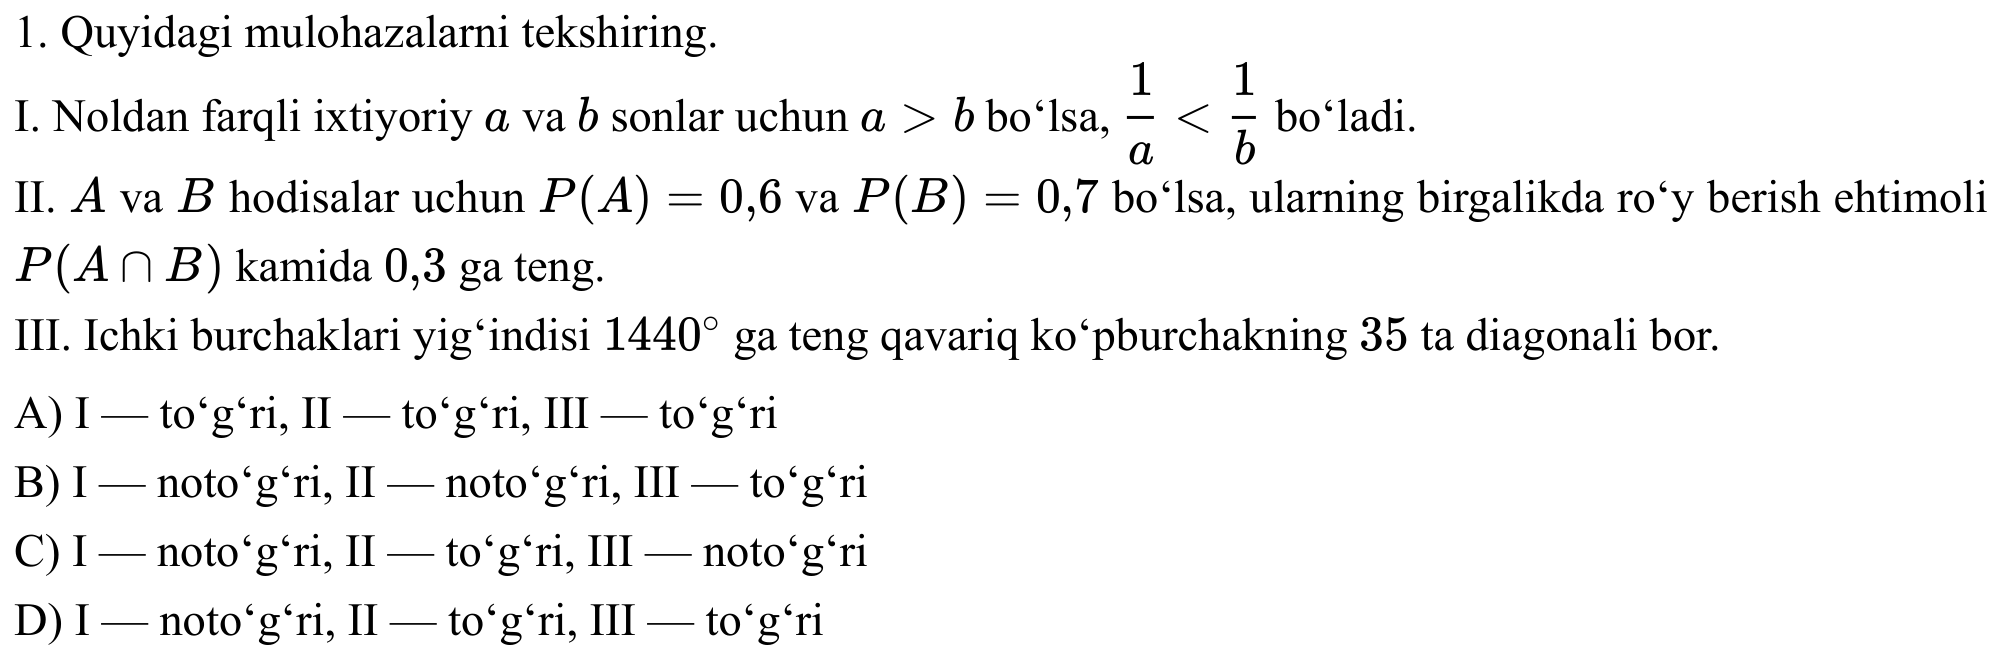 1. Quyidagi mulohazalarni tekshiring.
I. Noldan farqli ixtiyoriy a va b sonlar uchun a > b bo‘lsa, 1/a < 1/b bo‘ladi.
II. A va B hodisalar uchun P(A) = 0,6 va P(B) = 0,7 bo‘lsa, ularning birgalikda ro‘y berish ehtimoli
P(A ∩ B) kamida 0,3 ga teng.
III. Ichki burchaklari yig‘indisi 1440° ga teng qavariq ko‘pburchakning 35 ta diagonali bor.
A) I — to‘g‘ri, II — to‘g‘ri, III — to‘g‘ri
B) I — noto‘g‘ri, II — noto‘g‘ri, III — to‘g‘ri
C) I — noto‘g‘ri, II — to‘g‘ri, III — noto‘g‘ri
D) I — noto‘g‘ri, II — to‘g‘ri, III — to‘g‘ri